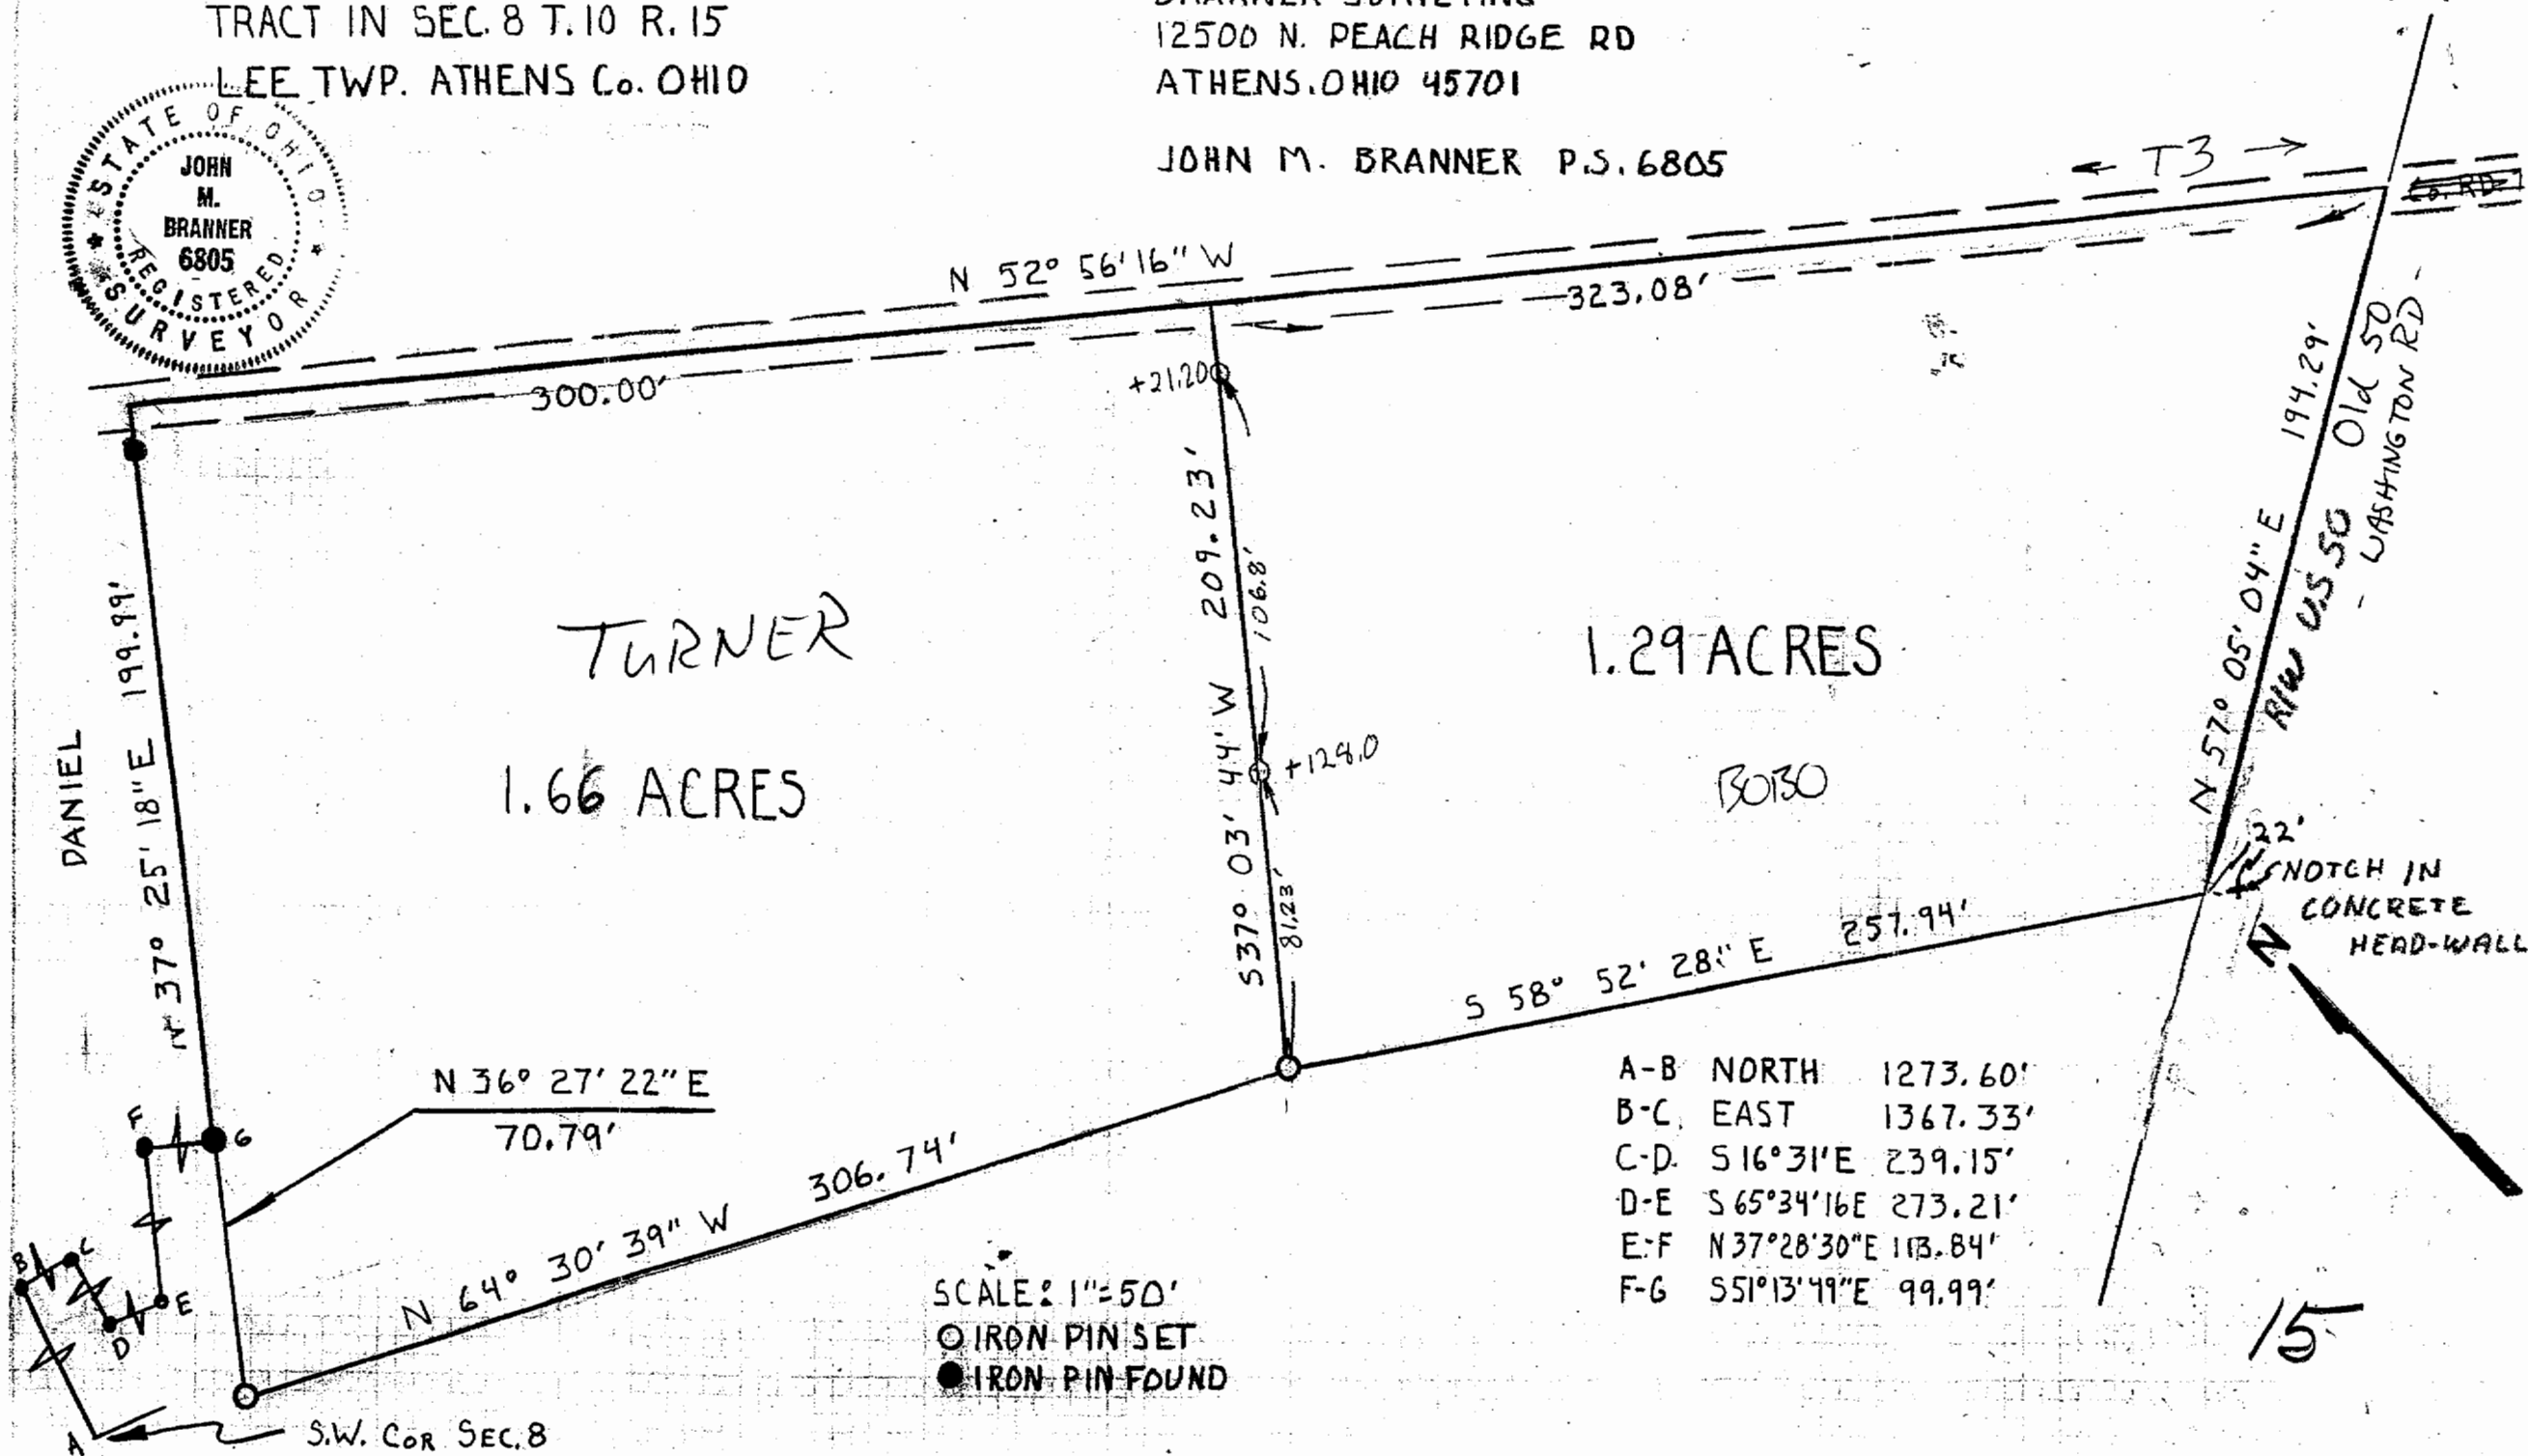 TRACT IN SEC. 8 T.10 R. 15
LEE TWP. ATHENS Co. OHIO
BRANNER SURVEYING
12500 N. PEACH RIDGE RD
ATHENS, OHIO 45701
JOHN M. BRANNER P.S. 6805
STATE OF OHIO
JOHN
M.
BRANNER
6805
REGISTERED
SURVEYOR
← T3 →
Co. RD
N 52° 56' 16" W
323.08'
300.00'
+21.20
209.23'
106.8'
S 37° 03' 44" W
+128.0
81.23'
194.29'
N 57° 05' 04" E
R/W U.S 50
Old 50
WASHINGTON RD
TURNER
1.66 ACRES
1.29 ACRES
BOBO
DANIEL
N 37° 25' 18" E 199.99'
22'
NOTCH IN
CONCRETE
HEAD-WALL
N
S 58° 52' 28" E 257.94'
N 36° 27' 22" E
70.79'
F
G
B
C
E
D
A
N 64° 30' 39" W 306.74'
A-B NORTH 1273.60'
B-C EAST 1367.33'
C-D S 16°31'E 239.15'
D-E S 65°34'16E 273.21'
E-F N 37°28'30"E 113.84'
F-G S51°13'49"E 99.99'
SCALE: 1"=50'
O IRON PIN SET
● IRON PIN FOUND
S.W. COR SEC. 8
15